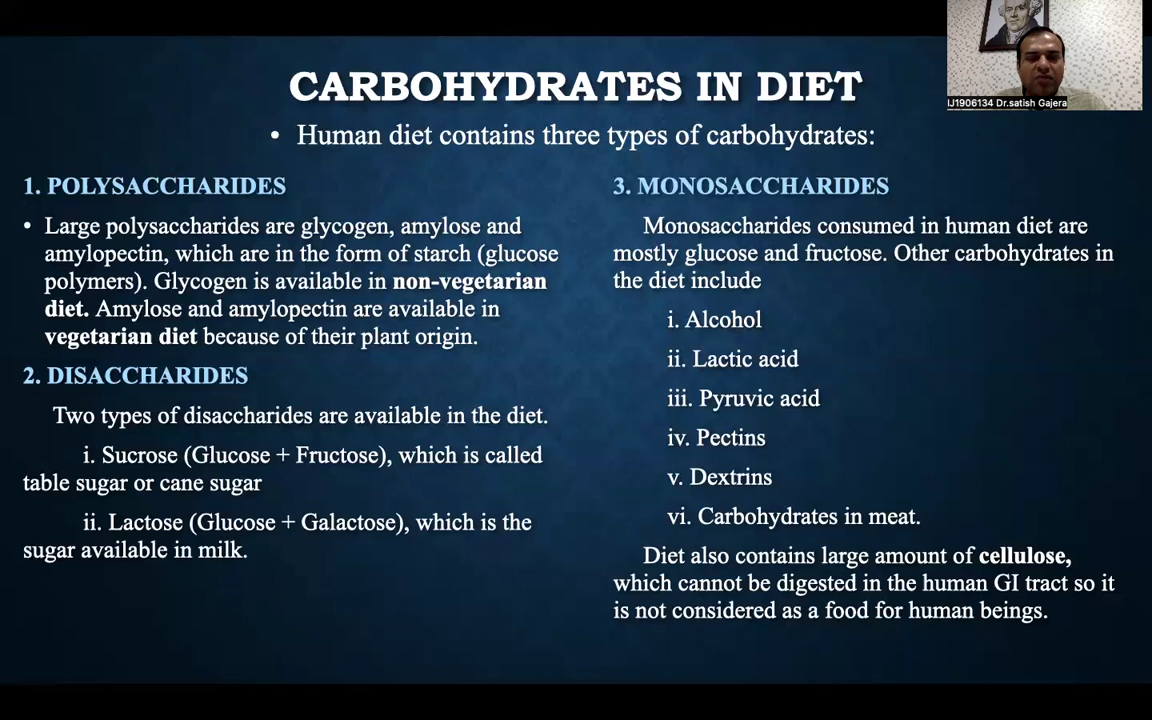 CARBOHYDRATES IN DIET
• Human diet contains three types of carbohydrates:
1. POLYSACCHARIDES
• Large polysaccharides are glycogen, amylose and
amylopectin, which are in the form of starch (glucose
polymers). Glycogen is available in non-vegetarian
diet. Amylose and amylopectin are available in
vegetarian diet because of their plant origin.
2. DISACCHARIDES
Two types of disaccharides are available in the diet.
i. Sucrose (Glucose + Fructose), which is called
table sugar or cane sugar
ii. Lactose (Glucose + Galactose), which is the
sugar available in milk.
3. MONOSACCHARIDES
Monosaccharides consumed in human diet are
mostly glucose and fructose. Other carbohydrates in
the diet include
i. Alcohol
ii. Lactic acid
iii. Pyruvic acid
iv. Pectins
v. Dextrins
vi. Carbohydrates in meat.
Diet also contains large amount of cellulose,
which cannot be digested in the human GI tract so it
is not considered as a food for human beings.
IJ1906134 Dr.satish Gajera